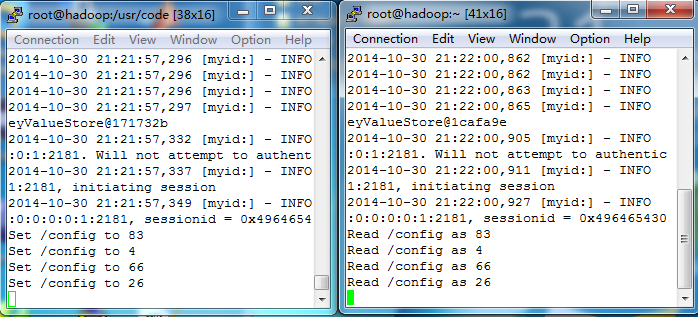 root@hadoop:/usr/code [38x16]
Connection Edit View Window Option Help
2014-10-30 21:21:57,296 [myid:] - INFO
2014-10-30 21:21:57,296 [myid:] - INFO
2014-10-30 21:21:57,296 [myid:] - INFO
2014-10-30 21:21:57,297 [myid:] - INFO
eyValueStore@171732b
2014-10-30 21:21:57,332 [myid:] - INFO
:0:1:2181. Will not attempt to authent
2014-10-30 21:21:57,337 [myid:] - INFO
1:2181, initiating session
2014-10-30 21:21:57,349 [myid:] - INFO
:0:0:0:0:1:2181, sessionid = 0x4964654
Set /config to 83
Set /config to 4
Set /config to 66
Set /config to 26
root@hadoop:~ [41x16]
Connection Edit View Window Option Help
2014-10-30 21:22:00,862 [myid:] - INFO
2014-10-30 21:22:00,862 [myid:] - INFO
2014-10-30 21:22:00,863 [myid:] - INFO
2014-10-30 21:22:00,865 [myid:] - INFO
eyValueStore@1cafa9e
2014-10-30 21:22:00,905 [myid:] - INFO
:0:1:2181. Will not attempt to authentic
2014-10-30 21:22:00,911 [myid:] - INFO
1:2181, initiating session
2014-10-30 21:22:00,927 [myid:] - INFO
:0:0:0:0:1:2181, sessionid = 0x496465430
Read /config as 83
Read /config as 4
Read /config as 66
Read /config as 26